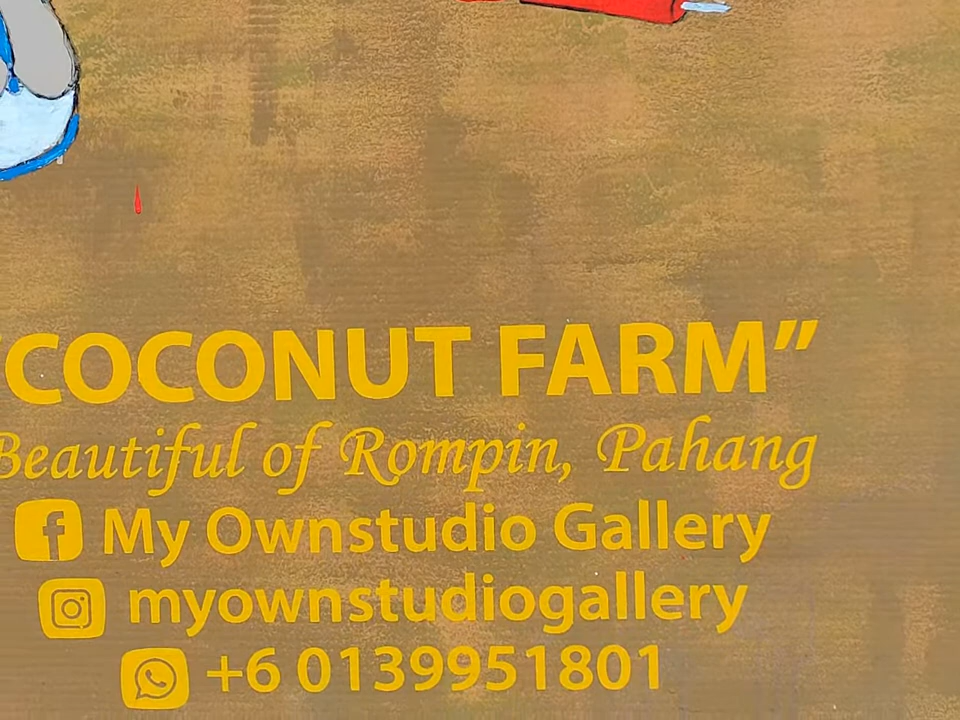 "COCONUT FARM"
Beautiful of Rompin, Pahang
My Ownstudio Gallery
myownstudiogallery
+6 0139951801